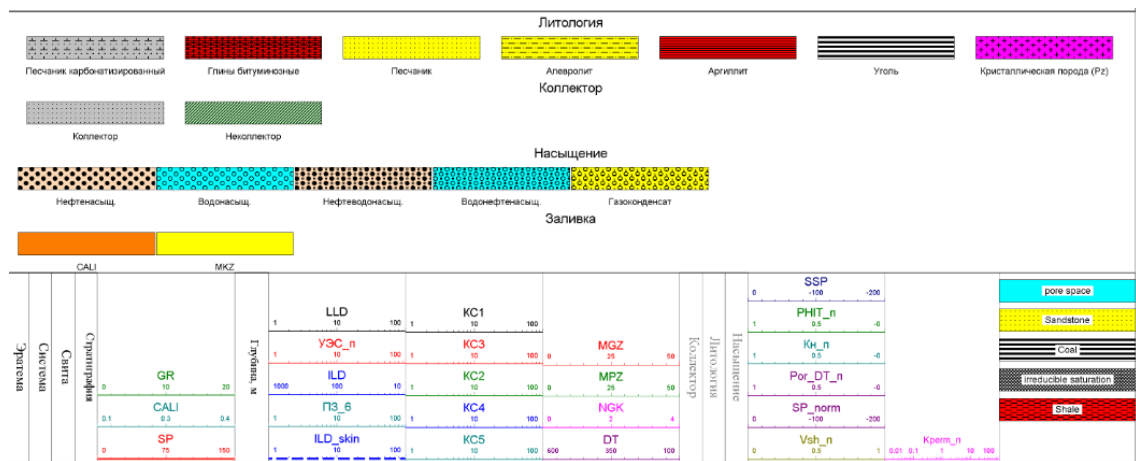 Литология
Песчаник карбонатизированный Глины битуминозные Песчаник Алевролит Аргиллит Уголь Кристаллическая порода (Pz)
Коллектор
Коллектор Неколлектор
Насыщение
Нефтенасыщ. Водонасыщ. Нефтеводонасыщ. Водонефтенасыщ. Газоконденсат
Заливка
CALI MKZ
Эратема
Система
Свита
Стратиграфия
GR
0 10 20
CALI
0.1 0.3 0.4
SP
0 75 150
Глубина, м
LLD
1 10 100
УЭС_п
1 10 100
ILD
1000 100 10
ПЗ_6
1 10 100
ILD_skin
1 10 100
КС1
1 10 100
КС3
1 10 100
КС2
1 10 100
КС4
1 10 100
КС5
1 10 100
MGZ
0 25 50
MPZ
0 25 50
NGK
0 2 4
DT
600 350 100
Коллектор
Литология
Насыщение
SSP
0 -100 -200
PHIT_n
1 0.5 -0
Кн_n
1 0.5 -0
Por_DT_n
1 0.5 -0
SP_norm
0 -100 -200
Vsh_n
0 0.5 1
Kperm_n
0.01 0.1 1 10 100
pore space
Sandstone
Coal
irreducible saturation
Shale